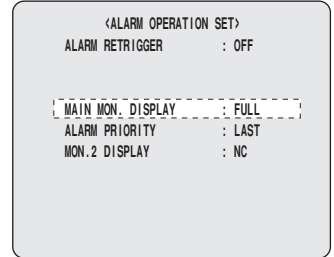 <ALARM OPERATION SET>
ALARM RETRIGGER : OFF
MAIN MON. DISPLAY : FULL
ALARM PRIORITY : LAST
MON.2 DISPLAY : NC